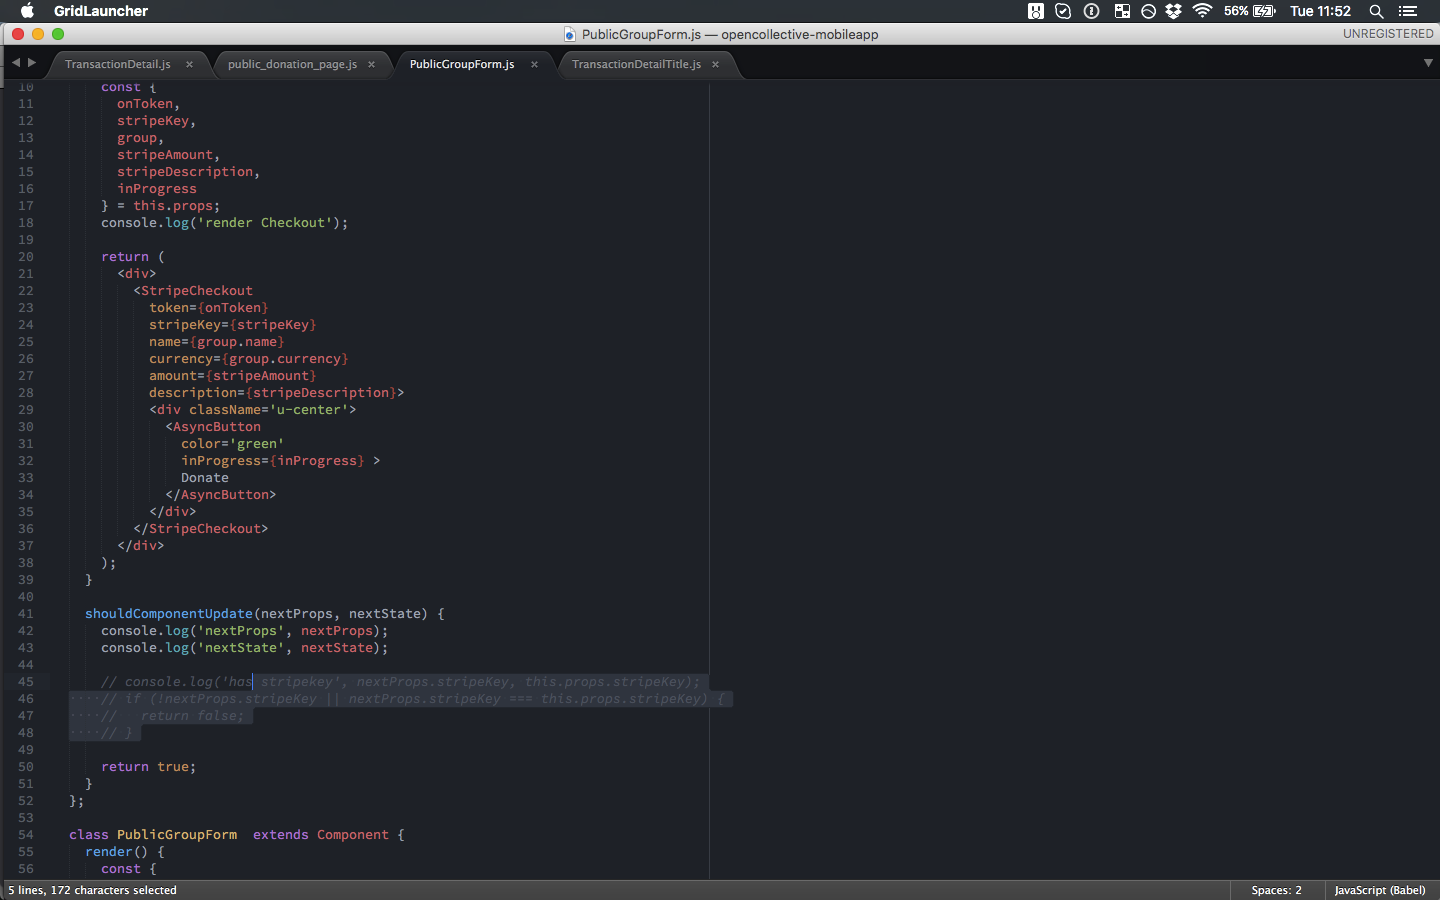 GridLauncher 56% Tue 11:52
PublicGroupForm.js — opencollective-mobileapp UNREGISTERED
TransactionDetail.js × public_donation_page.js × PublicGroupForm.js × TransactionDetailTitle.js ×
10 const {
11 onToken,
12 stripeKey,
13 group,
14 stripeAmount,
15 stripeDescription,
16 inProgress
17 } = this.props;
18 console.log('render Checkout');
19
20 return (
21 <div>
22 <StripeCheckout
23 token={onToken}
24 stripeKey={stripeKey}
25 name={group.name}
26 currency={group.currency}
27 amount={stripeAmount}
28 description={stripeDescription}>
29 <div className='u-center'>
30 <AsyncButton
31 color='green'
32 inProgress={inProgress} >
33 Donate
34 </AsyncButton>
35 </div>
36 </StripeCheckout>
37 </div>
38 );
39 }
40
41 shouldComponentUpdate(nextProps, nextState) {
42 console.log('nextProps', nextProps);
43 console.log('nextState', nextState);
44
45 // console.log('has stripekey', nextProps.stripeKey, this.props.stripeKey);
46 ····// if (!nextProps.stripeKey || nextProps.stripeKey === this.props.stripeKey) {
47 ····//   return false;
48 ····// }
49
50 return true;
51 }
52 };
53
54 class PublicGroupForm  extends Component {
55 render() {
56 const {
5 lines, 172 characters selected Spaces: 2 JavaScript (Babel)